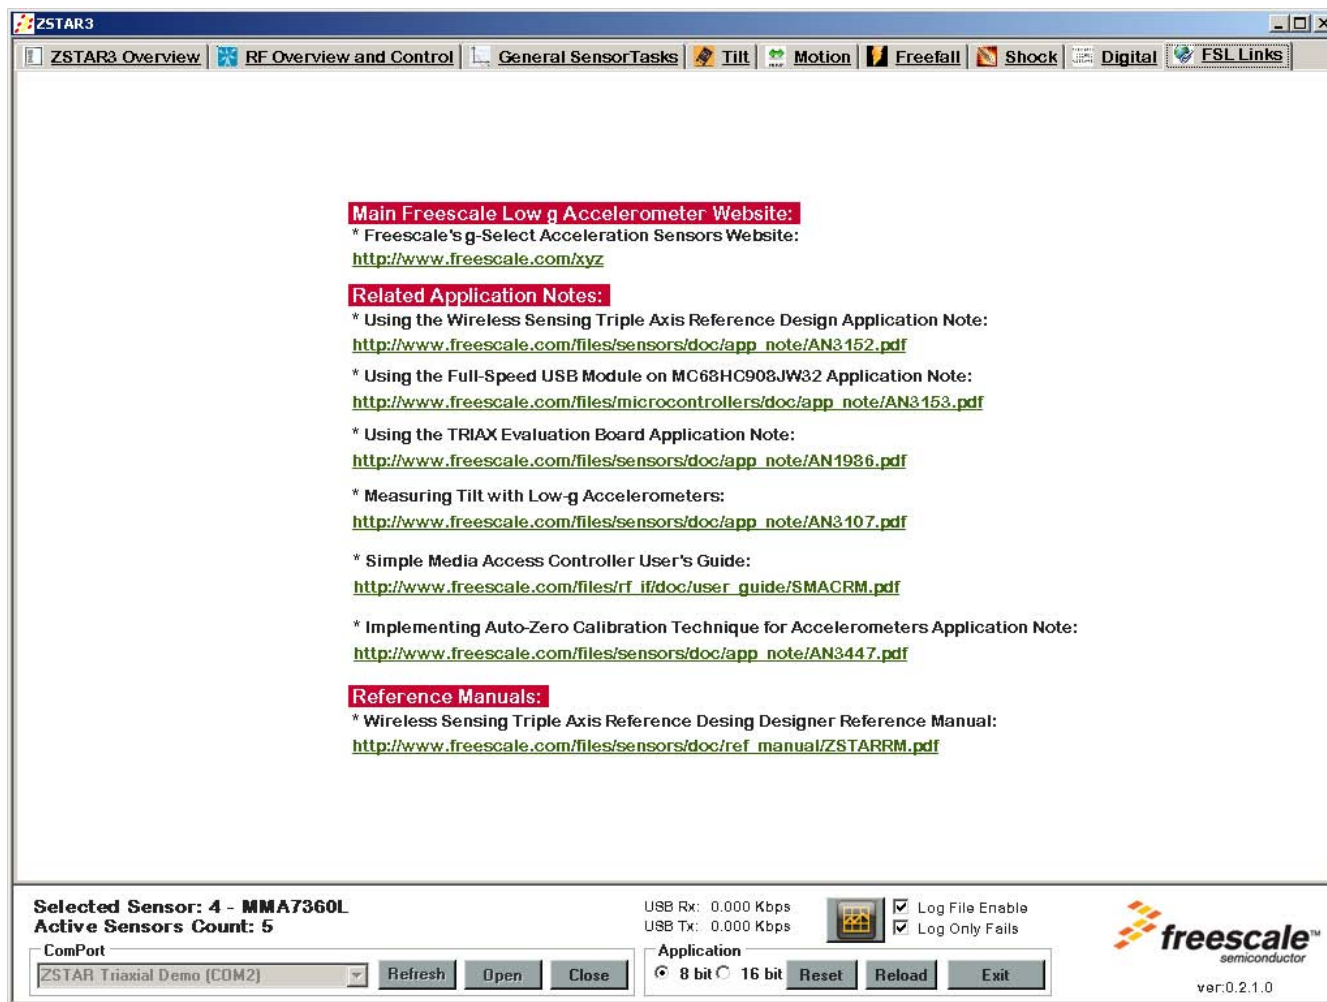 ZSTAR3
ZSTAR3 Overview RF Overview and Control General SensorTasks Tilt Motion Freefall Shock Digital FSL Links
Main Freescale Low g Accelerometer Website:
* Freescale's g-Select Acceleration Sensors Website:
http://www.freescale.com/xyz
Related Application Notes:
* Using the Wireless Sensing Triple Axis Reference Design Application Note:
http://www.freescale.com/files/sensors/doc/app_note/AN3152.pdf
* Using the Full-Speed USB Module on MC68HC908JW32 Application Note:
http://www.freescale.com/files/microcontrollers/doc/app_note/AN3153.pdf
* Using the TRIAX Evaluation Board Application Note:
http://www.freescale.com/files/sensors/doc/app_note/AN1986.pdf
* Measuring Tilt with Low-g Accelerometers:
http://www.freescale.com/files/sensors/doc/app_note/AN3107.pdf
* Simple Media Access Controller User's Guide:
http://www.freescale.com/files/rf_if/doc/user_guide/SMACRM.pdf
* Implementing Auto-Zero Calibration Technique for Accelerometers Application Note:
http://www.freescale.com/files/sensors/doc/app_note/AN3447.pdf
Reference Manuals:
* Wireless Sensing Triple Axis Reference Desing Designer Reference Manual:
http://www.freescale.com/files/sensors/doc/ref_manual/ZSTARRM.pdf
Selected Sensor: 4 - MMA7360L
Active Sensors Count: 5
ComPort
ZSTAR Triaxial Demo (COM2) Refresh Open Close
USB Rx: 0.000 Kbps
USB Tx: 0.000 Kbps
Log File Enable
Log Only Fails
Application
8 bit 16 bit Reset Reload Exit
freescale™
semiconductor
ver:0.2.1.0